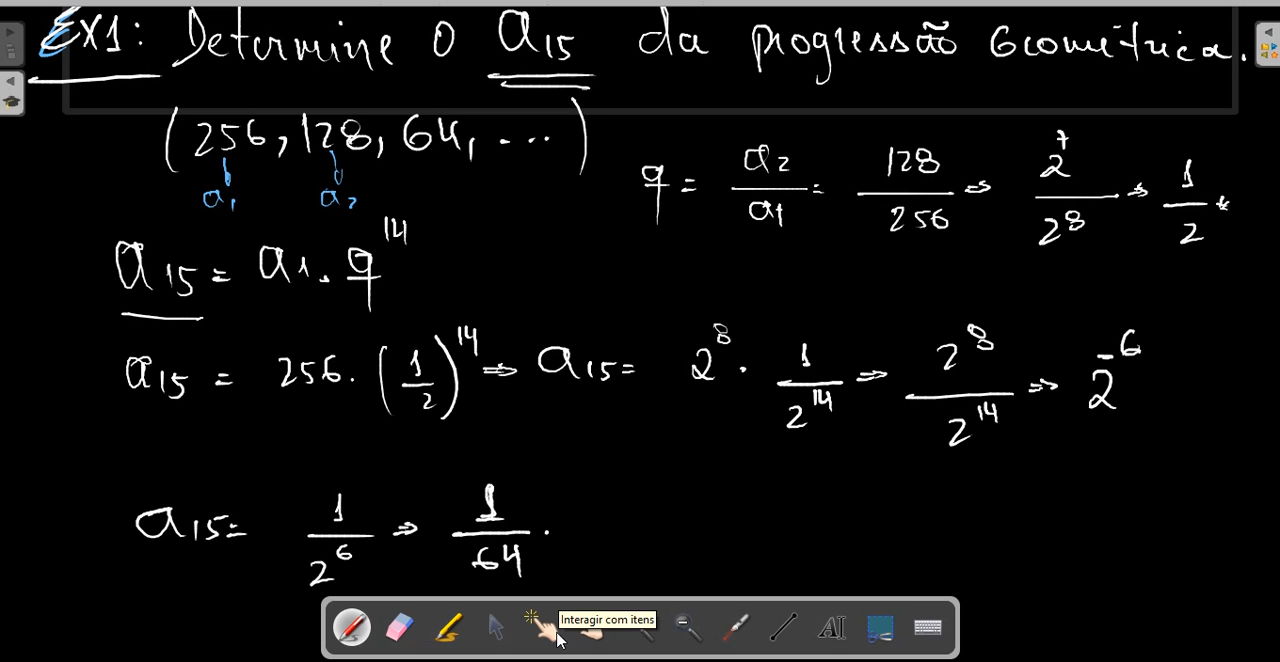 EX1: Determine o a15 da progressão Geométrica.
(256, 128, 64, ...)
a1 a2
q = a2/a1 = 128/256 ⇒ 2^7/2^8 ⇒ 1/2
a15 = a1 . q^14
a15 = 256 . (1/2)^14 ⇒ a15 = 2^8 . 1/2^14 ⇒ 2^8/2^14 ⇒ 2^-6
a15 = 1/2^6 ⇒ 1/64 .
Interagir com itens
AI